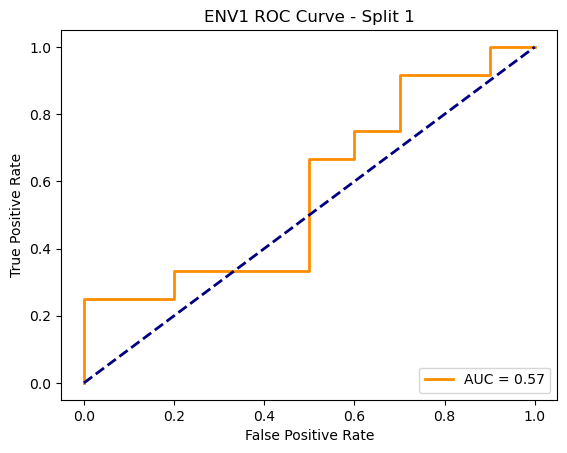 ENV1 ROC Curve - Split 1
True Positive Rate
1.0
0.8
0.6
0.4
0.2
0.0
AUC = 0.57
0.0 0.2 0.4 0.6 0.8 1.0
False Positive Rate